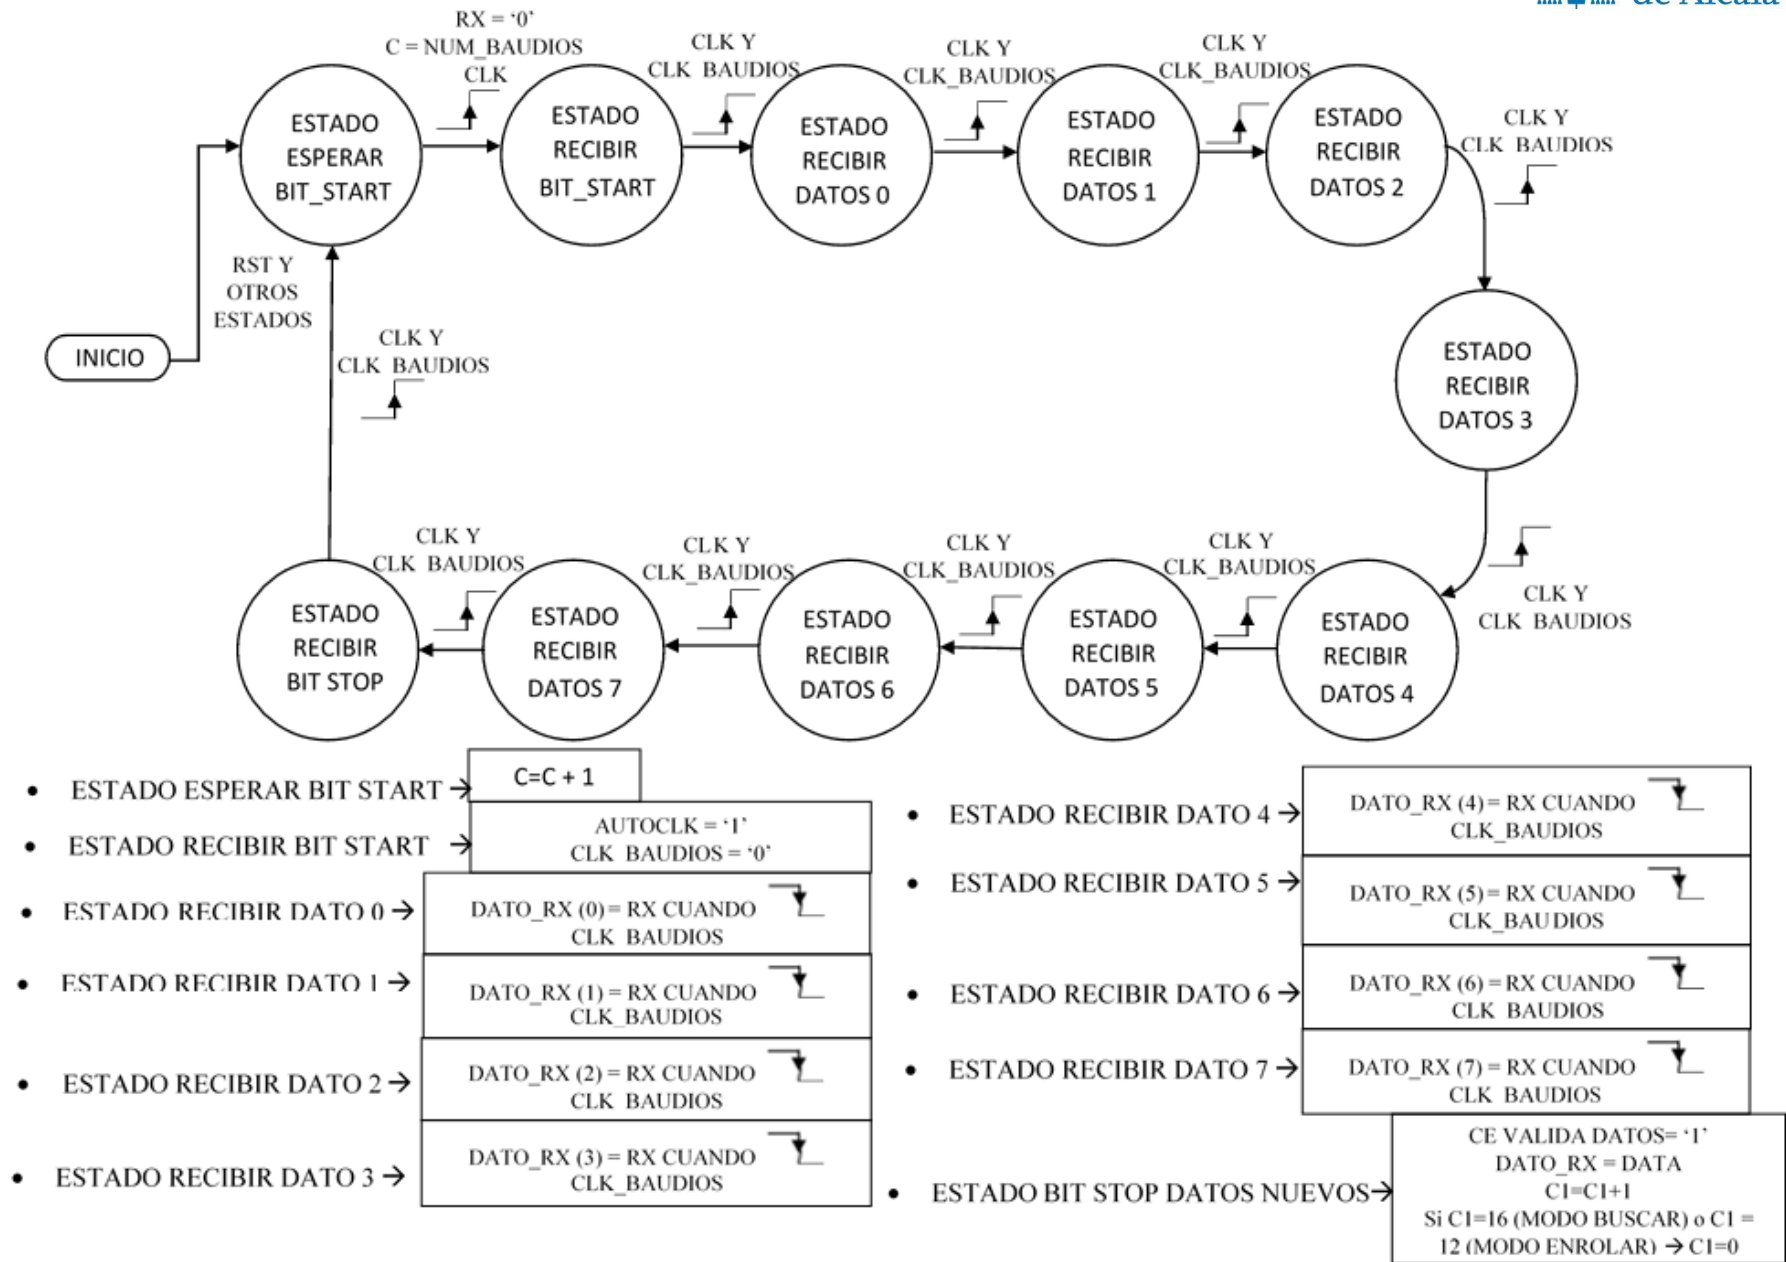 de Alcalá
RX = ‘0’
C = NUM_BAUDIOS
CLK
CLK Y
CLK BAUDIOS
CLK Y
CLK_BAUDIOS
CLK Y
CLK_BAUDIOS
CLK Y
CLK BAUDIOS
ESTADO
ESPERAR
BIT_START
ESTADO
RECIBIR
BIT_START
ESTADO
RECIBIR
DATOS 0
ESTADO
RECIBIR
DATOS 1
ESTADO
RECIBIR
DATOS 2
RST Y
OTROS
ESTADOS
INICIO
CLK Y
CLK BAUDIOS
ESTADO
RECIBIR
DATOS 3
CLK Y
CLK BAUDIOS
CLK Y
CLK_BAUDIOS
CLK Y
CLK_BAUDIOS
CLK Y
CLK_BAUDIOS
CLK Y
CLK BAUDIOS
ESTADO
RECIBIR
BIT STOP
ESTADO
RECIBIR
DATOS 7
ESTADO
RECIBIR
DATOS 6
ESTADO
RECIBIR
DATOS 5
ESTADO
RECIBIR
DATOS 4
• ESTADO ESPERAR BIT START →
C=C + 1
• ESTADO RECIBIR BIT START →
AUTOCLK = ‘1’
CLK BAUDIOS = ‘0’
• ESTADO RECIBIR DATO 0 →
DATO_RX (0) = RX CUANDO
CLK BAUDIOS
• ESTADO RECIBIR DATO 1 →
DATO_RX (1) = RX CUANDO
CLK_BAUDIOS
• ESTADO RECIBIR DATO 2 →
DATO_RX (2) = RX CUANDO
CLK BAUDIOS
• ESTADO RECIBIR DATO 3 →
DATO_RX (3) = RX CUANDO
CLK_BAUDIOS
• ESTADO RECIBIR DATO 4 →
DATO_RX (4) = RX CUANDO
CLK_BAUDIOS
• ESTADO RECIBIR DATO 5 →
DATO_RX (5) = RX CUANDO
CLK_BAUDIOS
• ESTADO RECIBIR DATO 6 →
DATO_RX (6) = RX CUANDO
CLK BAUDIOS
• ESTADO RECIBIR DATO 7 →
DATO_RX (7) = RX CUANDO
CLK BAUDIOS
• ESTADO BIT STOP DATOS NUEVOS →
CE VALIDA DATOS= ‘1’
DATO_RX = DATA
C1=C1+1
Si C1=16 (MODO BUSCAR) o C1 =
12 (MODO ENROLAR) → C1=0